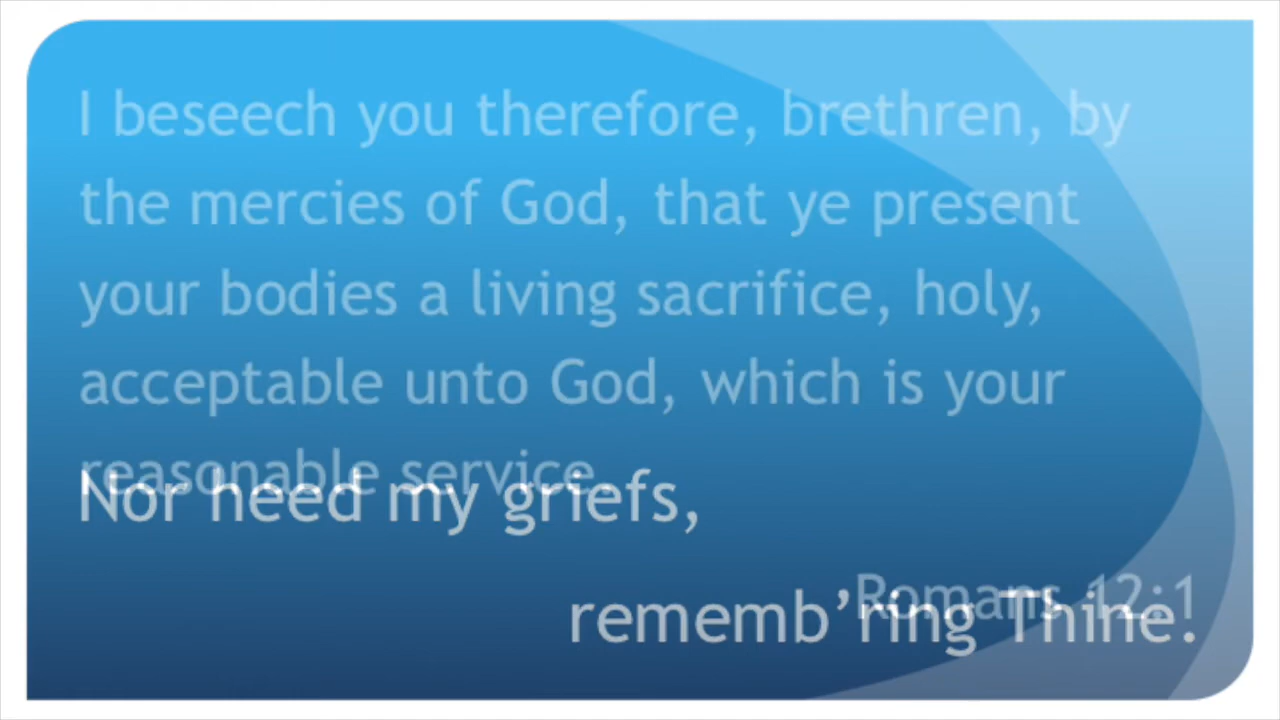 I beseech you therefore, brethren, by
the mercies of God, that ye present
your bodies a living sacrifice, holy,
acceptable unto God, which is your
reasonable service.
Nor heed my griefs,
Romans 12:1
rememb’ring Thine.